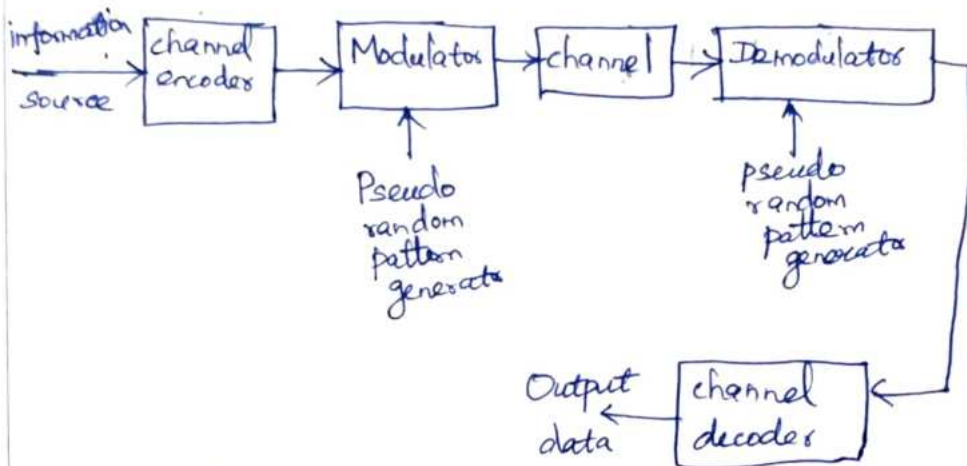 information
source
channel
encoder
Modulator
channel
Demodulator
Pseudo
random
pattern
generator
pseudo
random
pattern
generator
Output
data
channel
decoder